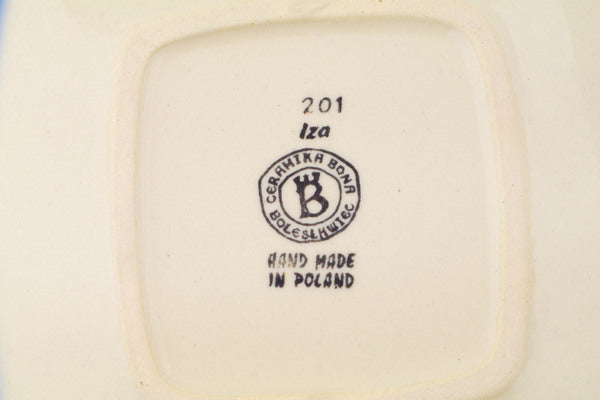 201
Iza
CERAMIKA BONA
B
BOLESŁAWIEC
HAND MADE
IN POLAND